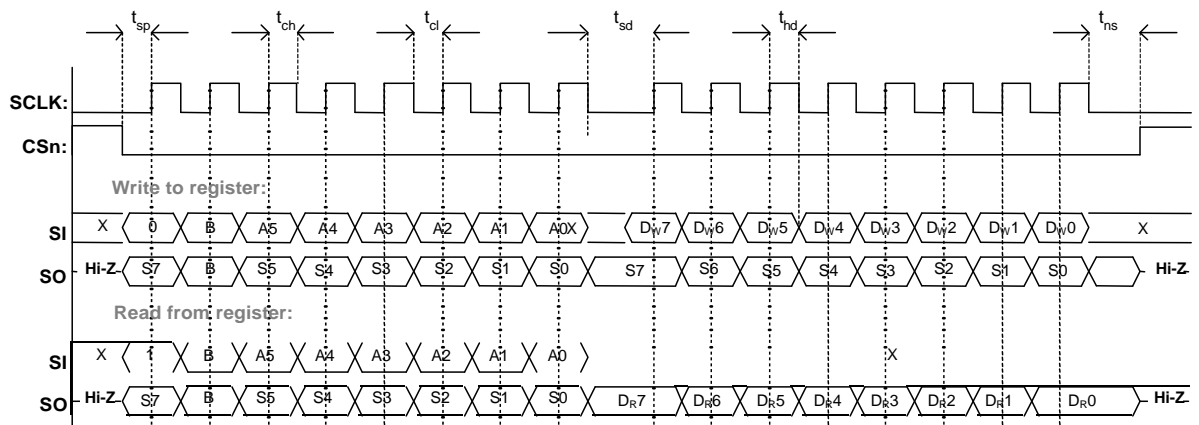 tsp tch tcl tsd thd tns
SCLK:
CSn:
Write to register:
SI X 0 B A5 A4 A3 A2 A1 A0 X DW7 DW6 DW5 DW4 DW3 DW2 DW1 DW0 X
SO Hi-Z S7 B S5 S4 S3 S2 S1 S0 S7 S6 S5 S4 S3 S2 S1 S0 Hi-Z
Read from register:
SI X 1 B A5 A4 A3 A2 A1 A0 X
SO Hi-Z S7 B S5 S4 S3 S2 S1 S0 DR7 DR6 DR5 DR4 DR3 DR2 DR1 DR0 Hi-Z